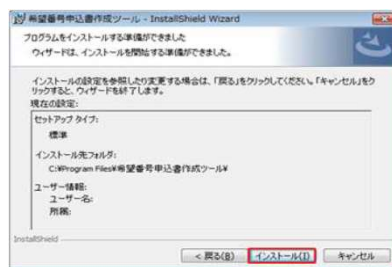 希望番号申込書作成ツール - InstallShield Wizard
プログラムをインストールする準備ができました
ウィザードは、インストールを開始する準備ができました。
インストールの設定を参照したり変更する場合は、「戻る」をクリックしてください。「キャンセル」をク
リックすると、ウィザードを終了します。
現在の設定:
セットアップ タイプ:
標準
インストール先フォルダ:
C:¥Program Files¥希望番号申込書作成ツール¥
ユーザー情報:
ユーザー名:
所属:
InstallShield
< 戻る(B)
インストール(I)
キャンセル